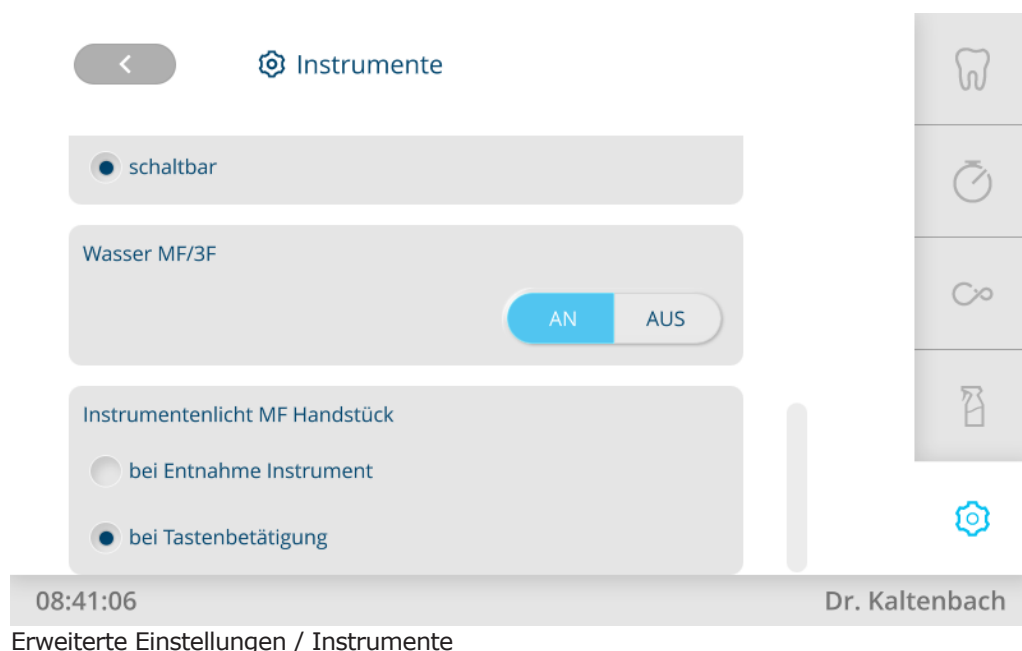 Instrumente
schaltbar
Wasser MF/3F
AN AUS
Instrumentenlicht MF Handstück
bei Entnahme Instrument
bei Tastenbetätigung
08:41:06 Dr. Kaltenbach
Erweiterte Einstellungen / Instrumente